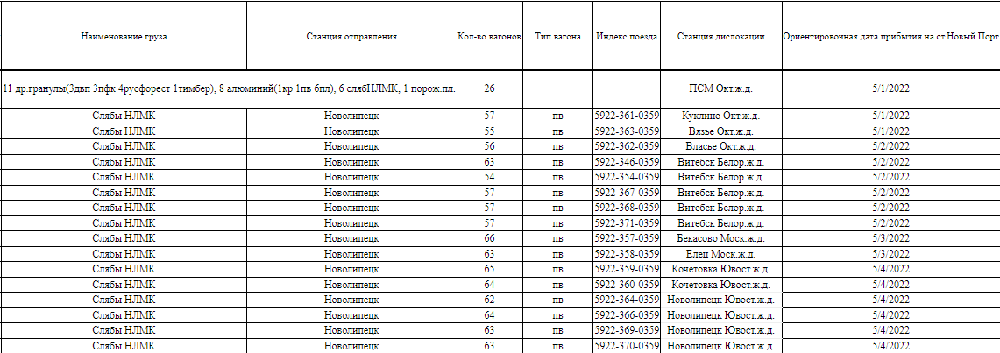 Наименование груза Станция отправления Кол-во вагонов Тип вагона Индекс поезда Станция дислокации Ориентировочная дата прибытия на ст.Новый Порт
11 др.гранулы(3двп 3пфк 4русфорест 1тимбер), 8 алюминий(1кр 1пв 6пл), 6 слябНЛМК, 1 порож.пл. 26 ПСМ Окт.ж.д. 5/1/2022
Слябы НЛМК Новолипецк 57 пв 5922-361-0359 Куклино Окт.ж.д. 5/1/2022
Слябы НЛМК Новолипецк 55 пв 5922-363-0359 Вязье Окт.ж.д. 5/1/2022
Слябы НЛМК Новолипецк 56 пв 5922-362-0359 Власье Окт.ж.д. 5/2/2022
Слябы НЛМК Новолипецк 63 пв 5922-346-0359 Витебск Белор.ж.д. 5/2/2022
Слябы НЛМК Новолипецк 54 пв 5922-354-0359 Витебск Белор.ж.д. 5/2/2022
Слябы НЛМК Новолипецк 57 пв 5922-367-0359 Витебск Белор.ж.д. 5/2/2022
Слябы НЛМК Новолипецк 57 пв 5922-368-0359 Витебск Белор.ж.д. 5/2/2022
Слябы НЛМК Новолипецк 57 пв 5922-371-0359 Витебск Белор.ж.д. 5/2/2022
Слябы НЛМК Новолипецк 66 пв 5922-357-0359 Бекасово Моск.ж.д. 5/3/2022
Слябы НЛМК Новолипецк 63 пв 5922-358-0359 Елец Моск.ж.д. 5/3/2022
Слябы НЛМК Новолипецк 65 пв 5922-359-0359 Кочетовка Ювост.ж.д. 5/4/2022
Слябы НЛМК Новолипецк 64 пв 5922-360-0359 Кочетовка Ювост.ж.д. 5/4/2022
Слябы НЛМК Новолипецк 62 пв 5922-364-0359 Новолипецк Ювост.ж.д. 5/4/2022
Слябы НЛМК Новолипецк 64 пв 5922-366-0359 Новолипецк Ювост.ж.д. 5/4/2022
Слябы НЛМК Новолипецк 63 пв 5922-369-0359 Новолипецк Ювост.ж.д. 5/4/2022
Слябы НЛМК Новолипецк 63 пв 5922-370-0359 Новолипецк Ювост.ж.д. 5/4/2022